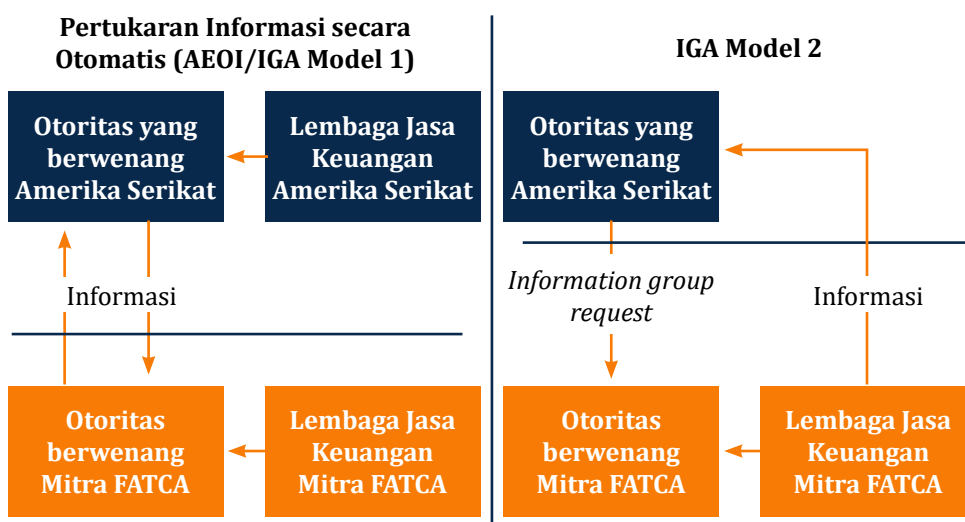 Pertukaran Informasi secara
Otomatis (AEOI/IGA Model 1)
Otoritas yang
berwenang
Amerika Serikat
Lembaga Jasa
Keuangan
Amerika Serikat
Informasi
Otoritas
berwenang
Mitra FATCA
Lembaga Jasa
Keuangan
Mitra FATCA
IGA Model 2
Otoritas yang
berwenang
Amerika Serikat
Information group
request
Informasi
Otoritas
berwenang
Mitra FATCA
Lembaga Jasa
Keuangan
Mitra FATCA